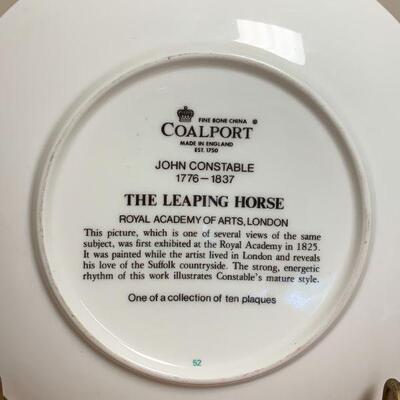 FINE BONE CHINA ®
COALPORT
MADE IN ENGLAND
EST. 1750
JOHN CONSTABLE
1776-1837
THE LEAPING HORSE
ROYAL ACADEMY OF ARTS, LONDON
This picture, which is one of several views of the same
subject, was first exhibited at the Royal Academy in 1825.
It was painted while the artist lived in London and reveals
his love of the Suffolk countryside. The strong, energetic
rhythm of this work illustrates Constable's mature style.
One of a collection of ten plaques
52